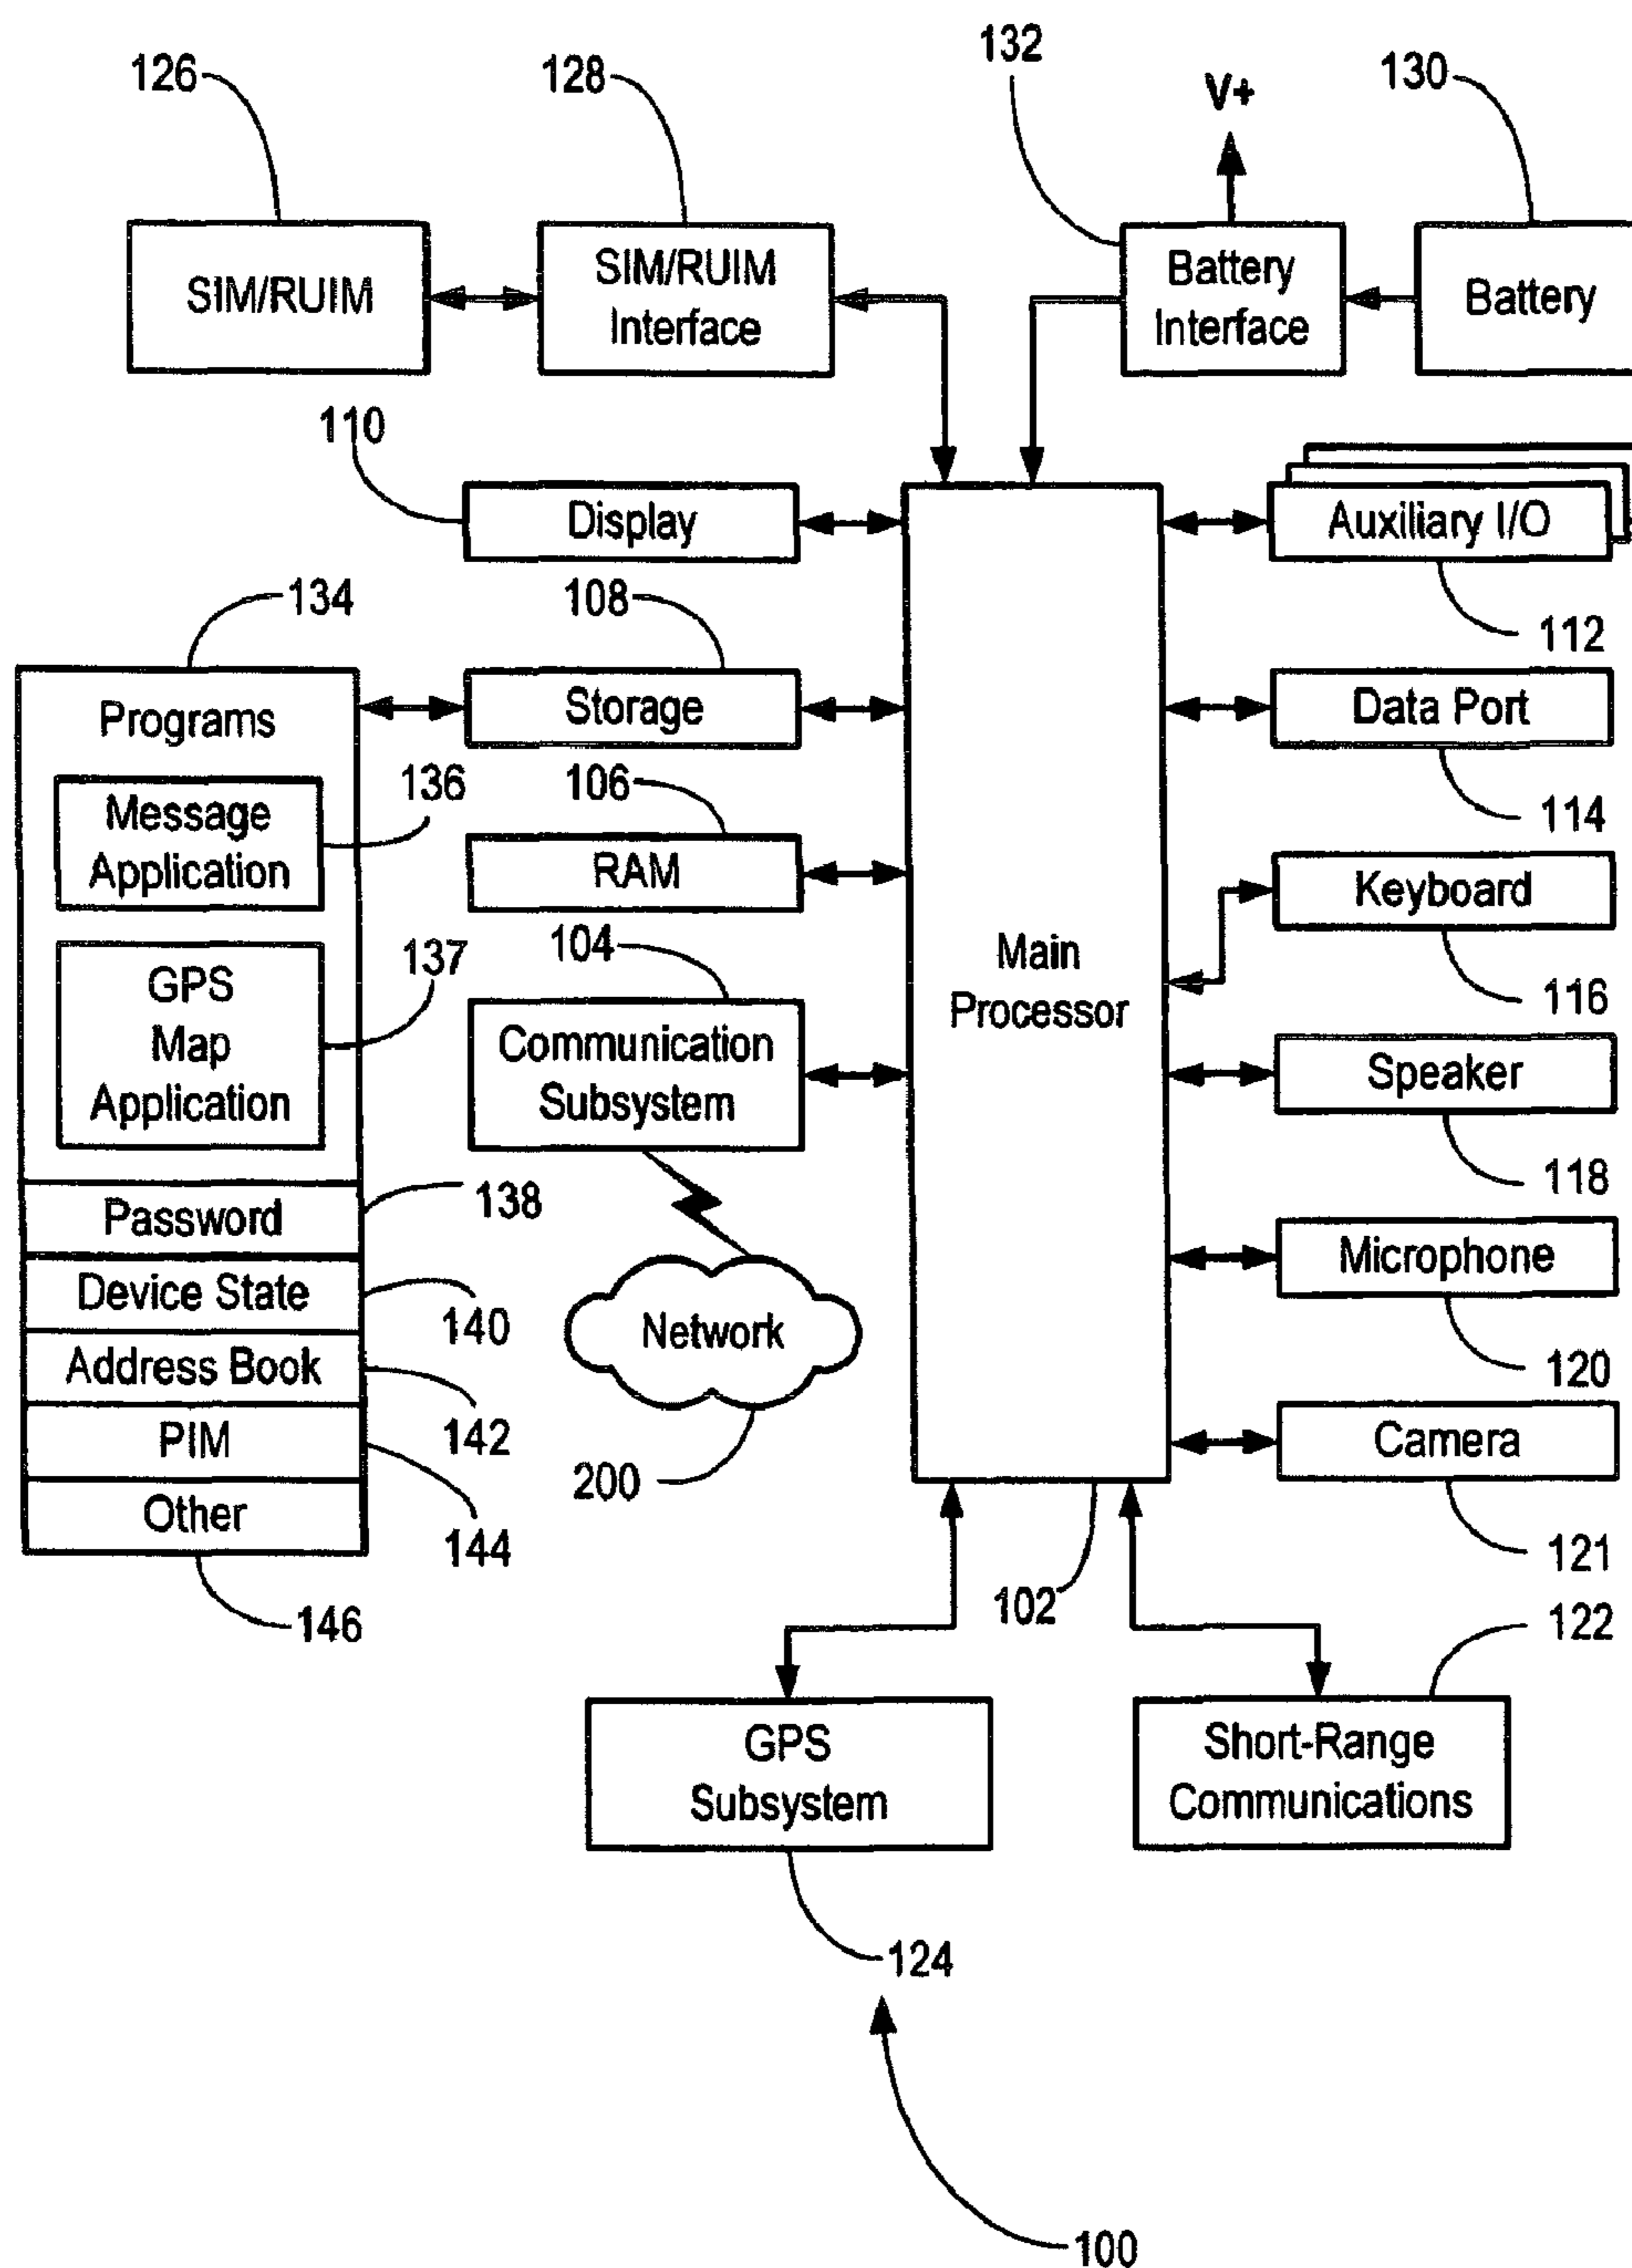 132
126
128
V+
130
SIM/RUIM
SIM/RUIM
Interface
Battery
Interface
Battery
110
Display
Auxiliary I/O
134
108
112
Programs
Storage
Data Port
Message
Application
136
106
114
RAM
Keyboard
GPS
Map
Application
137
104
Main
Processor
116
Communication
Subsystem
Speaker
118
Password
138
Microphone
Device State
140
Network
120
Address Book
142
PIM
144
200
Camera
Other
121
146
102
122
GPS
Subsystem
Short-Range
Communications
124
100